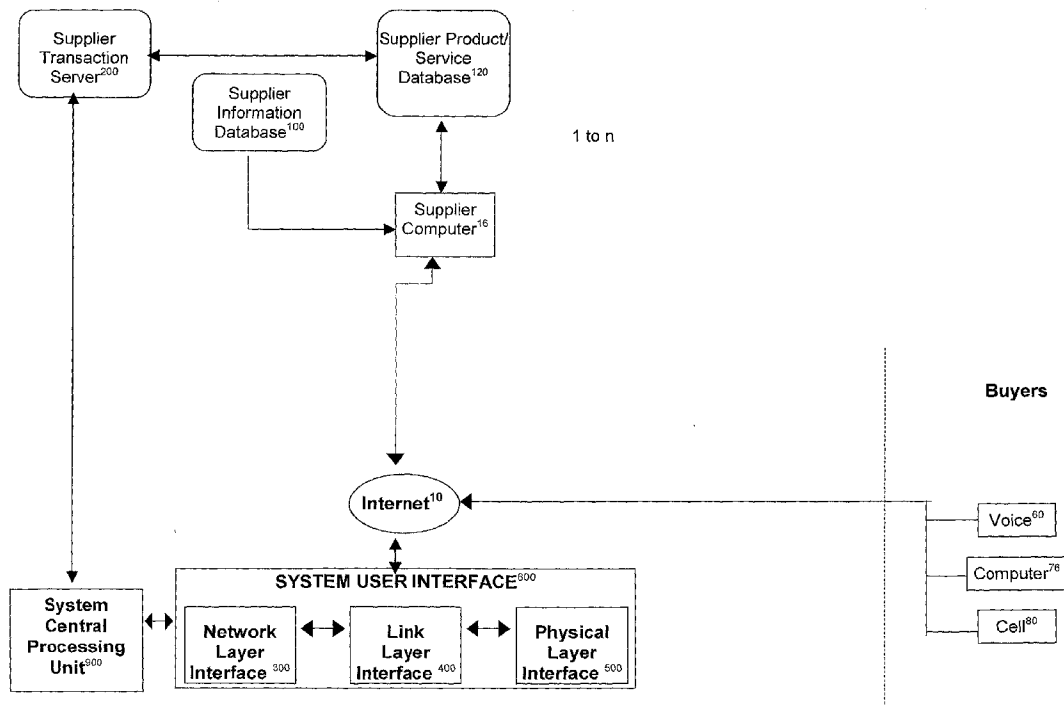 Supplier
Transaction
Server200
Supplier Product/
Service
Database120
Supplier
Information
Database100
1 to n
Supplier
Computer16
Buyers
Internet10
Voice60
Computer76
Cell80
SYSTEM USER INTERFACE600
System
Central
Processing
Unit900
Network
Layer
Interface 300
Link
Layer
Interface 400
Physical
Layer
Interface 500